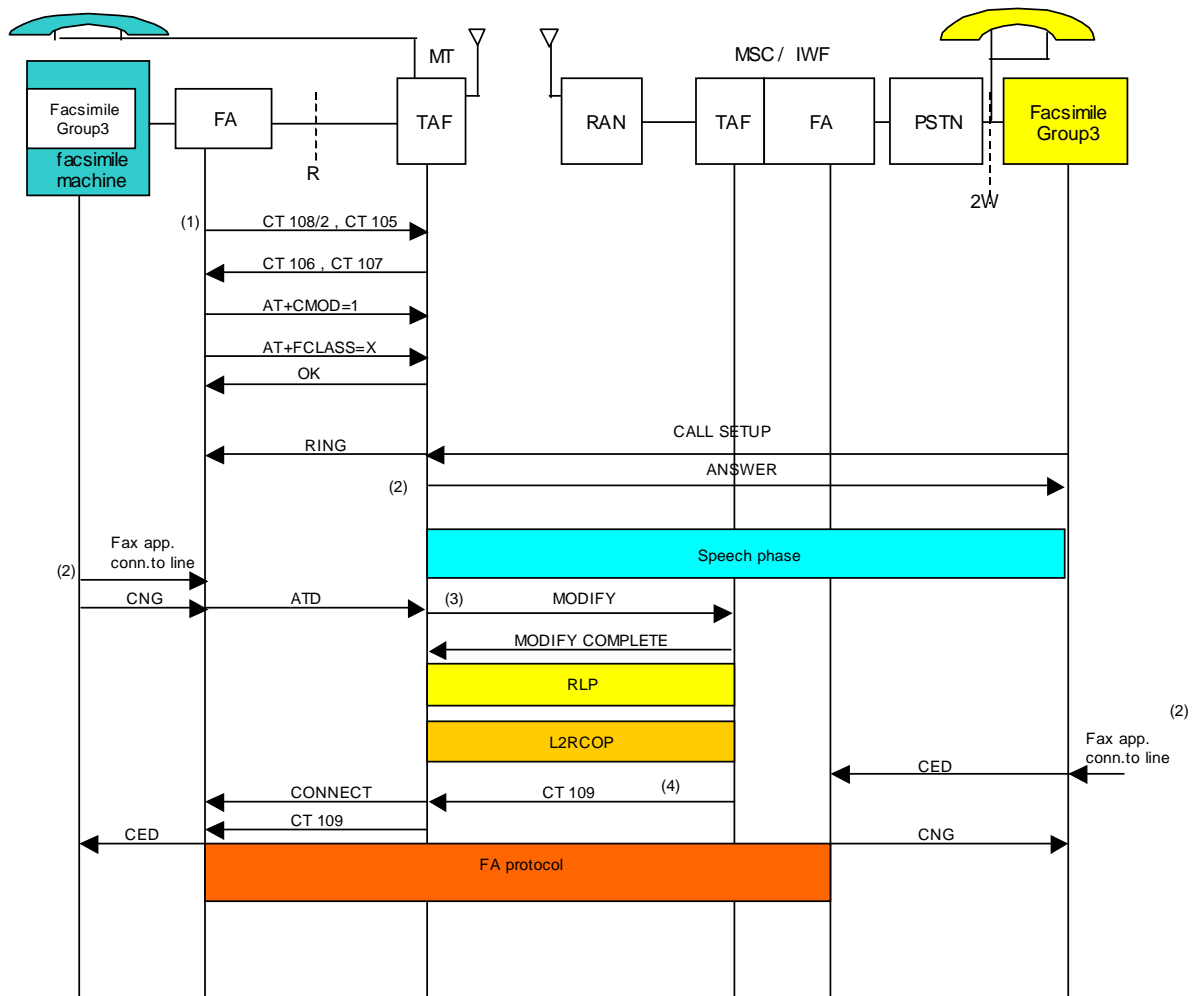 MT
MSC / IWF
Facsimile
Group3
facsimile
machine
FA
R
TAF
RAN
TAF
FA
PSTN
2W
Facsimile
Group3
(1)
CT 108/2 , CT 105
CT 106 , CT 107
AT+CMOD=1
AT+FCLASS=X
OK
RING
CALL SETUP
(2)
ANSWER
Speech phase
(2)
Fax app.
conn.to line
CNG
ATD
(3)
MODIFY
MODIFY COMPLETE
RLP
L2RCOP
(2)
Fax app.
conn.to line
CED
CONNECT
CT 109
(4)
CT 109
CED
CNG
FA protocol